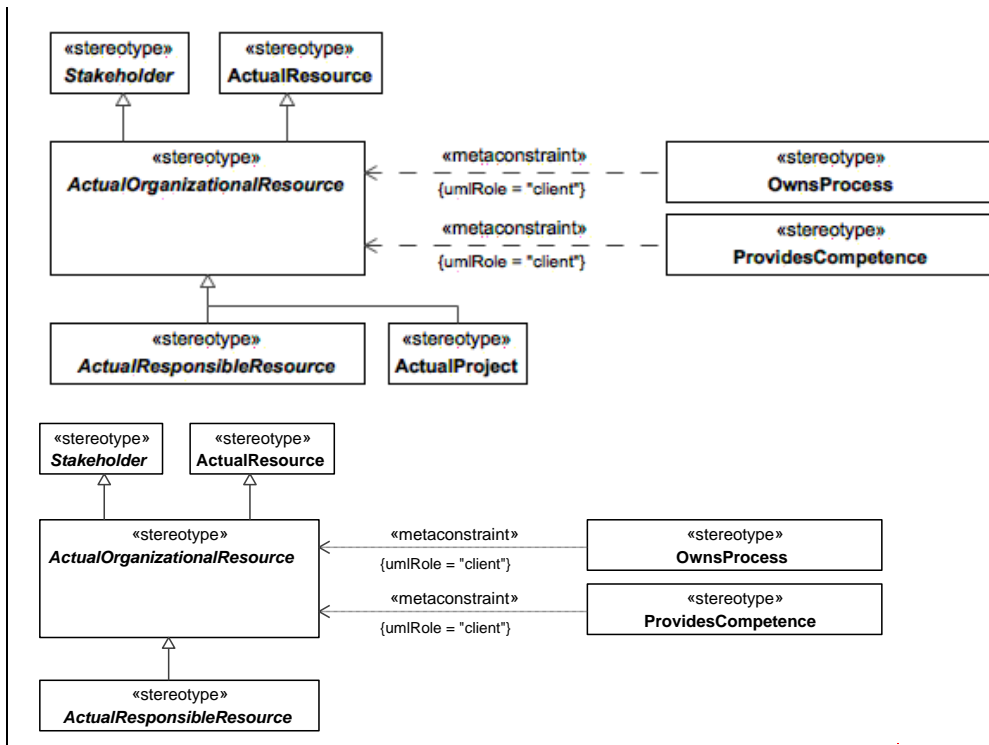 «stereotype»
Stakeholder
«stereotype»
ActualResource
«stereotype»
ActualOrganizationalResource
«metaconstraint»
{umlRole = "client"}
«stereotype»
OwnsProcess
«metaconstraint»
{umlRole = "client"}
«stereotype»
ProvidesCompetence
«stereotype»
ActualResponsibleResource
«stereotype»
ActualProject
«stereotype»
Stakeholder
«stereotype»
ActualResource
«stereotype»
ActualOrganizationalResource
«metaconstraint»
{umlRole = "client"}
«stereotype»
OwnsProcess
«metaconstraint»
{umlRole = "client"}
«stereotype»
ProvidesCompetence
«stereotype»
ActualResponsibleResource